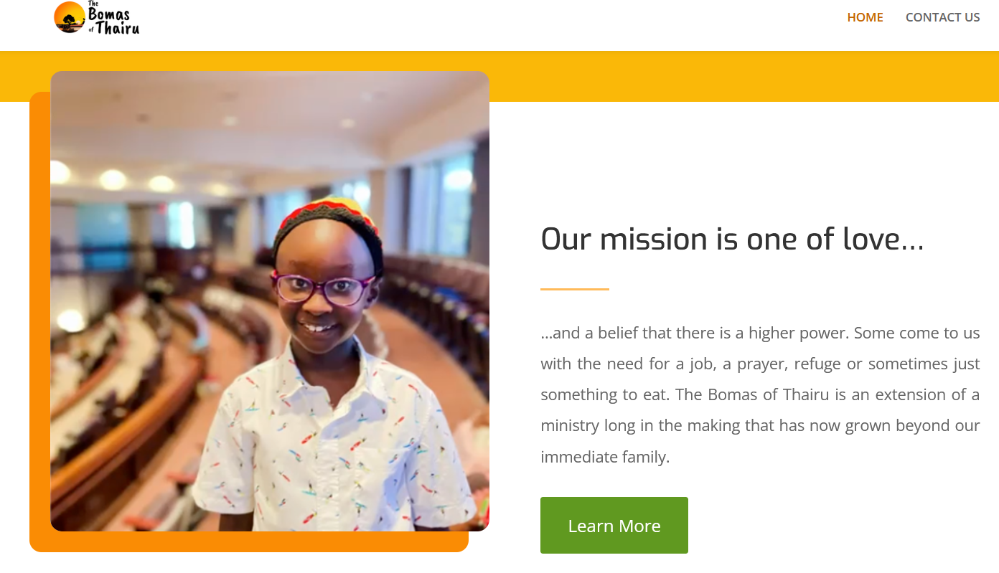 The
Bomas
of Thairu
HOME CONTACT US
Our mission is one of love...
...and a belief that there is a higher power. Some come to us
with the need for a job, a prayer, refuge or sometimes just
something to eat. The Bomas of Thairu is an extension of a
ministry long in the making that has now grown beyond our
immediate family.
Learn More